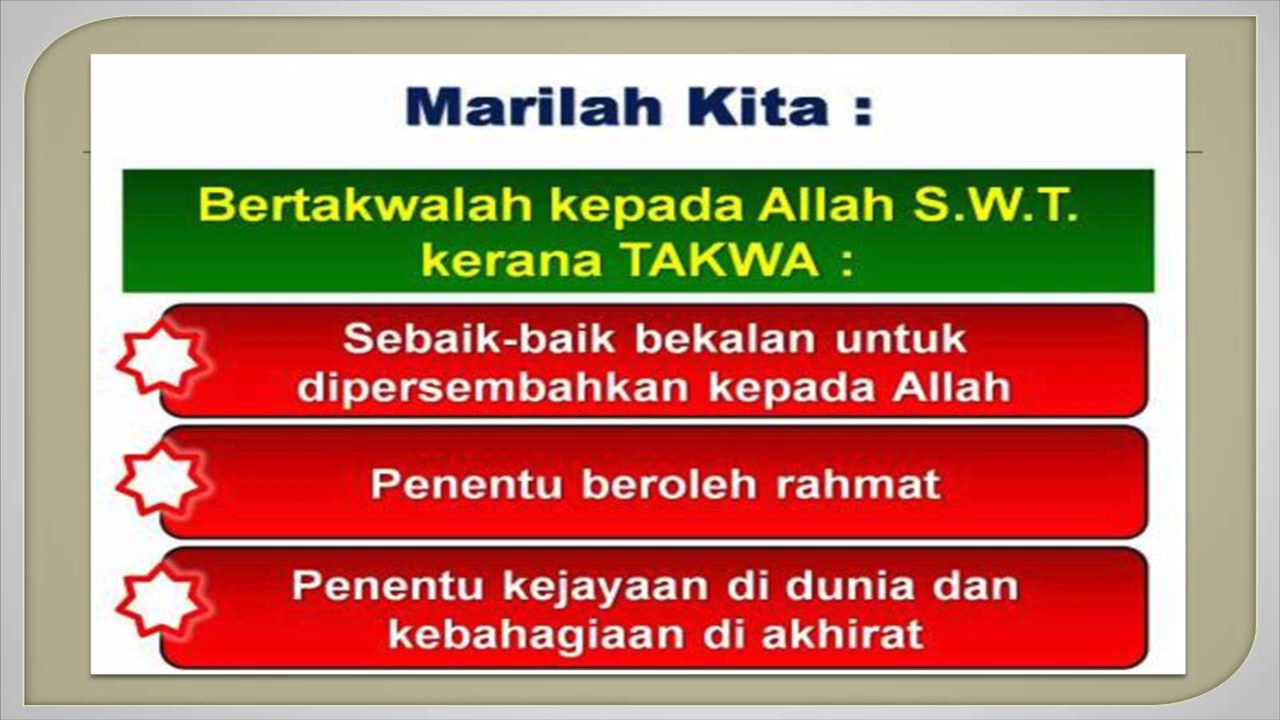 Marilah Kita :
Bertakwalah kepada Allah S.W.T.
kerana TAKWA :
Sebaik-baik bekalan untuk
dipersembahkan kepada Allah
Penentu beroleh rahmat
Penentu kejayaan di dunia dan
kebahagiaan di akhirat